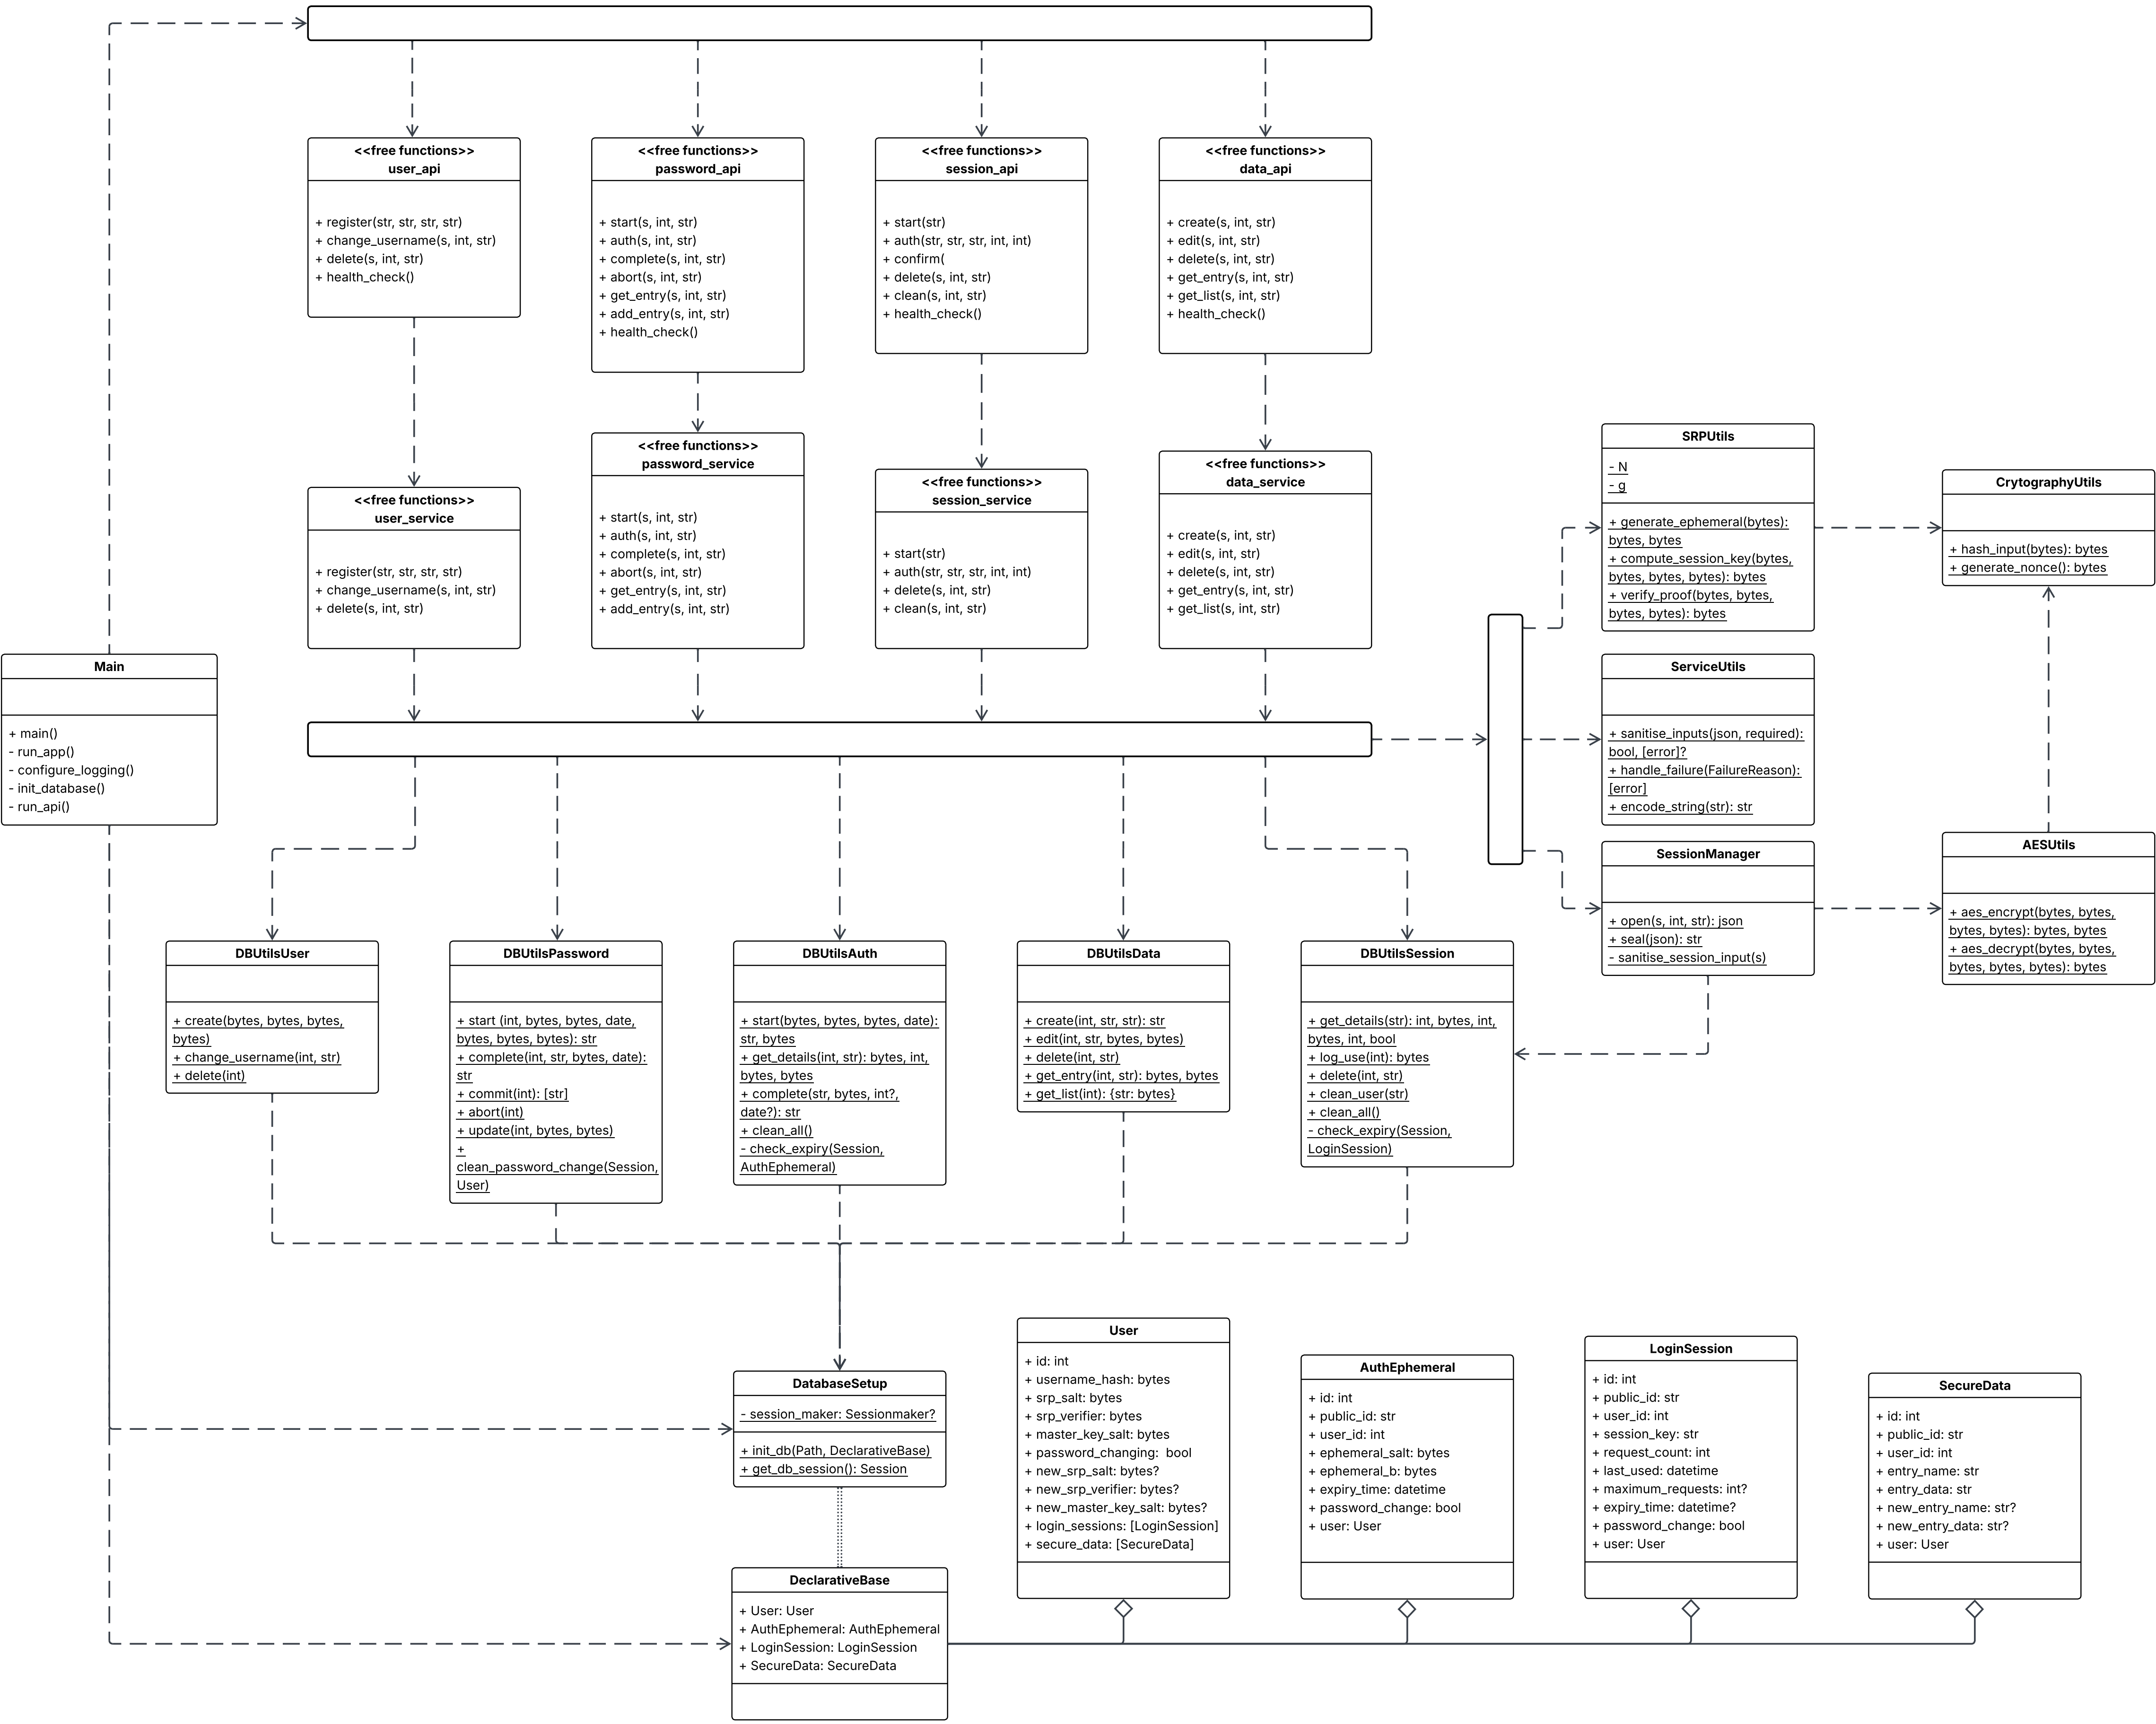 <<free functions>>
user_api
+ register(str, str, str, str)
+ change_username(s, int, str)
+ delete(s, int, str)
+ health_check()
<<free functions>>
password_api
+ start(s, int, str)
+ auth(s, int, str)
+ complete(s, int, str)
+ abort(s, int, str)
+ get_entry(s, int, str)
+ add_entry(s, int, str)
+ health_check()
<<free functions>>
session_api
+ start(str)
+ auth(str, str, str, int, int)
+ confirm(
+ delete(s, int, str)
+ clean(s, int, str)
+ health_check()
<<free functions>>
data_api
+ create(s, int, str)
+ edit(s, int, str)
+ delete(s, int, str)
+ get_entry(s, int, str)
+ get_list(s, int, str)
+ health_check()
<<free functions>>
user_service
+ register(str, str, str, str)
+ change_username(s, int, str)
+ delete(s, int, str)
<<free functions>>
password_service
+ start(s, int, str)
+ auth(s, int, str)
+ complete(s, int, str)
+ abort(s, int, str)
+ get_entry(s, int, str)
+ add_entry(s, int, str)
<<free functions>>
session_service
+ start(str)
+ auth(str, str, str, int, int)
+ delete(s, int, str)
+ clean(s, int, str)
<<free functions>>
data_service
+ create(s, int, str)
+ edit(s, int, str)
+ delete(s, int, str)
+ get_entry(s, int, str)
+ get_list(s, int, str)
SRPUtils
- N
- g
+ generate_ephemeral(bytes):
bytes, bytes
+ compute_session_key(bytes,
bytes, bytes, bytes): bytes
+ verify_proof(bytes, bytes,
bytes, bytes): bytes
CrytographyUtils
+ hash_input(bytes): bytes
+ generate_nonce(): bytes
Main
+ main()
- run_app()
- configure_logging()
- init_database()
- run_api()
ServiceUtils
+ sanitise_inputs(json, required):
bool, [error]?
+ handle_failure(FailureReason):
[error]
+ encode_string(str): str
SessionManager
+ open(s, int, str): json
+ seal(json): str
- sanitise_session_input(s)
AESUtils
+ aes_encrypt(bytes, bytes,
bytes, bytes): bytes, bytes
+ aes_decrypt(bytes, bytes,
bytes, bytes, bytes): bytes
DBUtilsUser
+ create(bytes, bytes, bytes,
bytes)
+ change_username(int, str)
+ delete(int)
DBUtilsPassword
+ start (int, bytes, bytes, date,
bytes, bytes, bytes): str
+ complete(int, str, bytes, date):
str
+ commit(int): [str]
+ abort(int)
+ update(int, bytes, bytes)
+
clean_password_change(Session,
User)
DBUtilsAuth
+ start(bytes, bytes, bytes, date):
str, bytes
+ get_details(int, str): bytes, int,
bytes, bytes
+ complete(str, bytes, int?,
date?): str
+ clean_all()
- check_expiry(Session,
AuthEphemeral)
DBUtilsData
+ create(int, str, str): str
+ edit(int, str, bytes, bytes)
+ delete(int, str)
+ get_entry(int, str): bytes, bytes
+ get_list(int): {str: bytes}
DBUtilsSession
+ get_details(str): int, bytes, int,
bytes, int, bool
+ log_use(int): bytes
+ delete(int, str)
+ clean_user(str)
+ clean_all()
- check_expiry(Session,
LoginSession)
DatabaseSetup
- session_maker: Sessionmaker?
+ init_db(Path, DeclarativeBase)
+ get_db_session(): Session
User
+ id: int
+ username_hash: bytes
+ srp_salt: bytes
+ srp_verifier: bytes
+ master_key_salt: bytes
+ password_changing:  bool
+ new_srp_salt: bytes?
+ new_srp_verifier: bytes?
+ new_master_key_salt: bytes?
+ login_sessions: [LoginSession]
+ secure_data: [SecureData]
AuthEphemeral
+ id: int
+ public_id: str
+ user_id: int
+ ephemeral_salt: bytes
+ ephemeral_b: bytes
+ expiry_time: datetime
+ password_change: bool
+ user: User
LoginSession
+ id: int
+ public_id: str
+ user_id: int
+ session_key: str
+ request_count: int
+ last_used: datetime
+ maximum_requests: int?
+ expiry_time: datetime?
+ password_change: bool
+ user: User
SecureData
+ id: int
+ public_id: str
+ user_id: int
+ entry_name: str
+ entry_data: str
+ new_entry_name: str?
+ new_entry_data: str?
+ user: User
DeclarativeBase
+ User: User
+ AuthEphemeral: AuthEphemeral
+ LoginSession: LoginSession
+ SecureData: SecureData